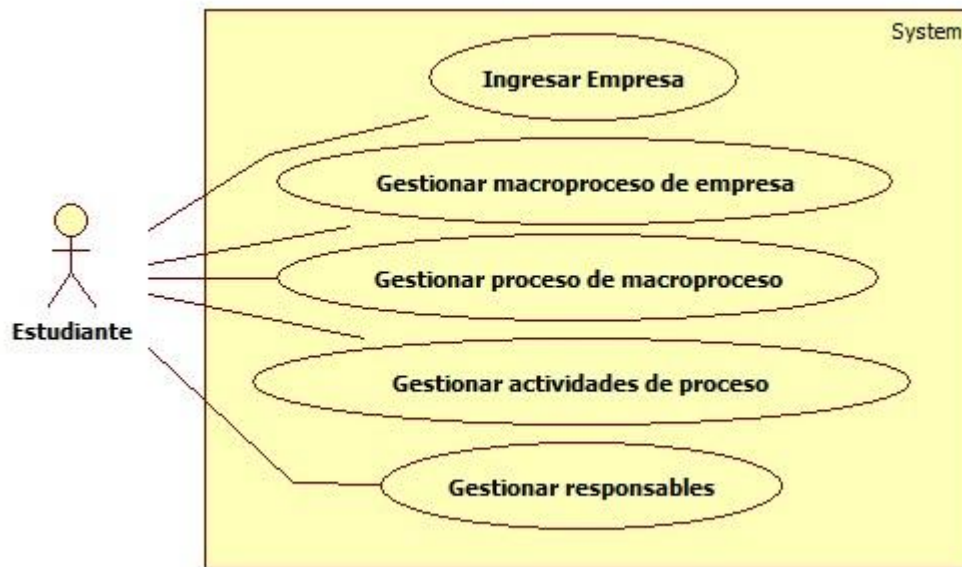 System
Ingresar Empresa
Gestionar macroproceso de empresa
Gestionar proceso de macroproceso
Estudiante
Gestionar actividades de proceso
Gestionar responsables